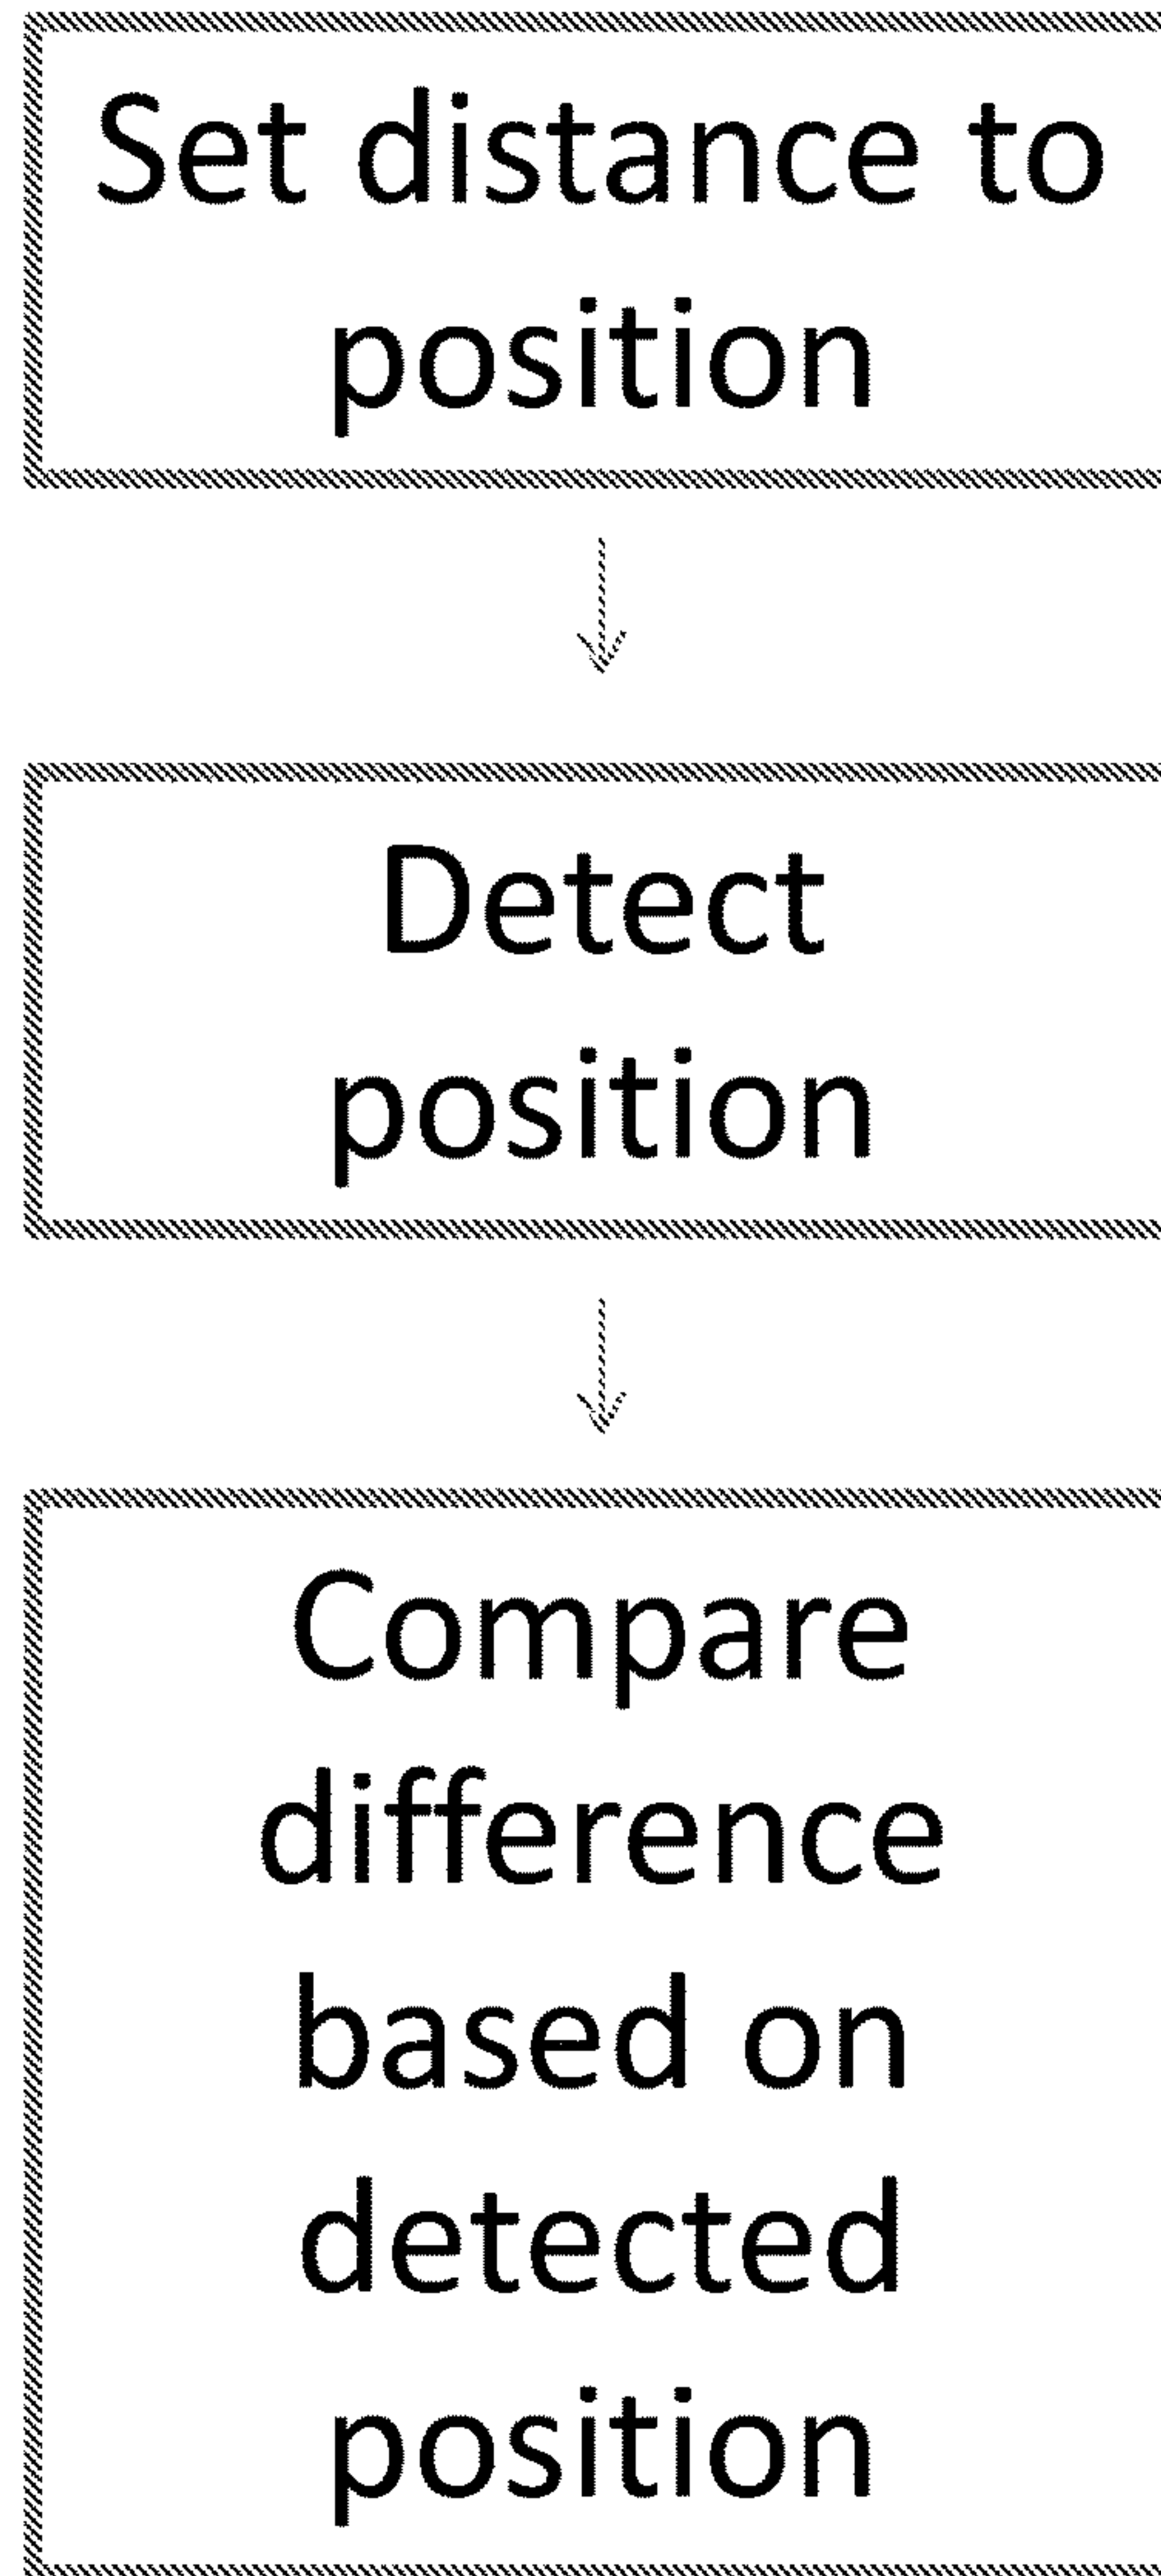 Set distance to
position
Detect
position
Compare
difference
based on
detected
position